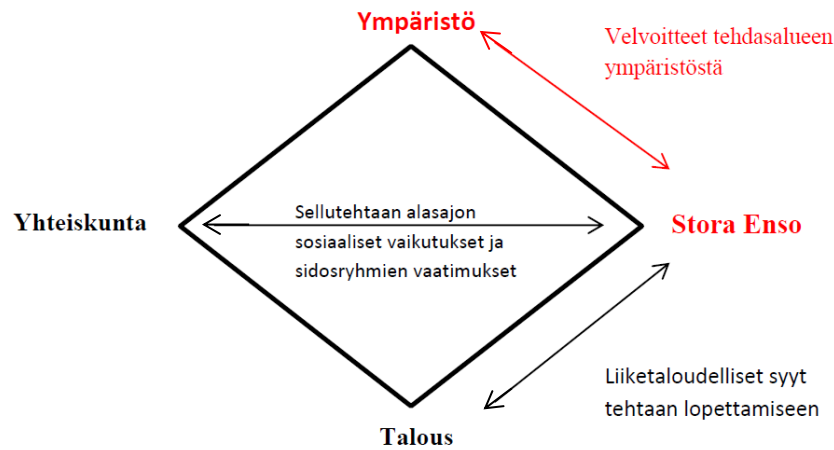 Ympäristö
Velvoitteet tehdasalueen
ympäristöstä
Yhteiskunta
Sellutehtaan alasajon
sosiaaliset vaikutukset ja
sidosryhmien vaatimukset
Stora Enso
Liiketaloudelliset syyt
tehtaan lopettamiseen
Talous